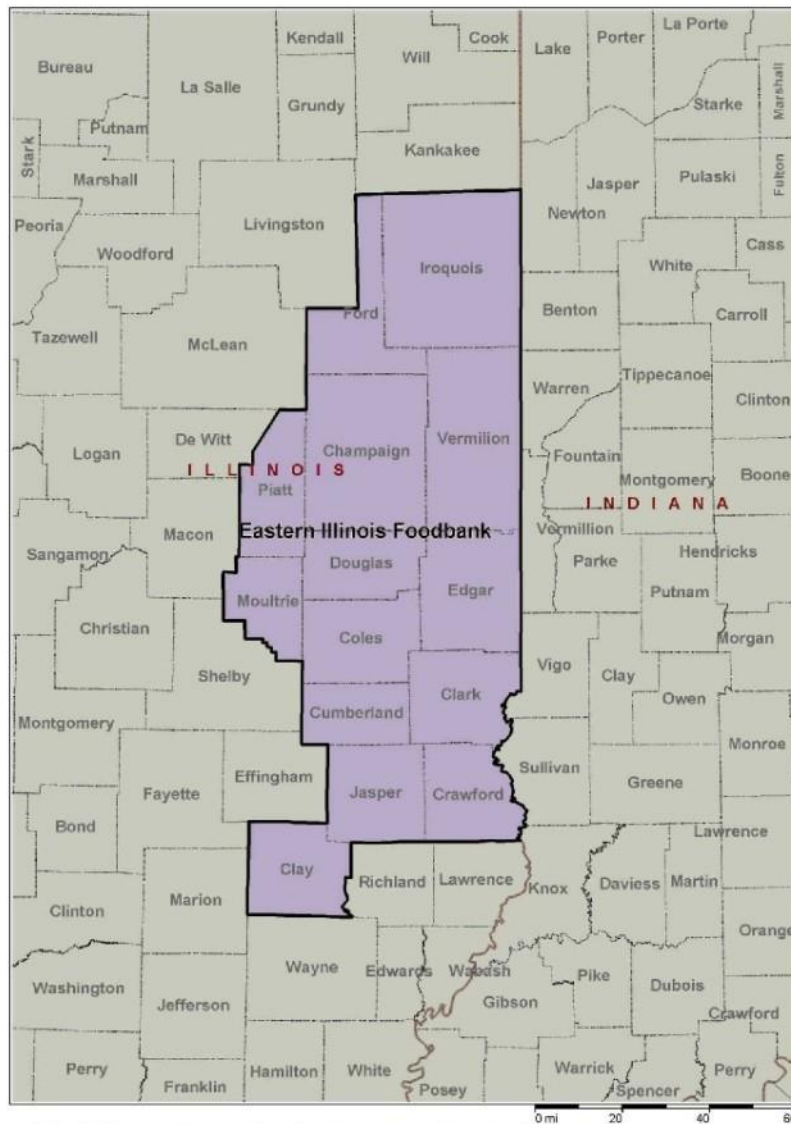 Kendall
Cook
La Porte
Lake
Porter
Will
Bureau
La Salle
Grundy
Starke
Marshall
Putnam
Stark
Kankakee
Marshall
Jasper
Pulaski
Fulton
Peoria
Livingston
Newton
Woodford
Cass
White
Iroquois
Benton
Carroll
Ford
Tazewell
McLean
Tippecanoe
Warren
Clinton
De Witt
Logan
Champaign
Vermilion
Fountain
ILLINOIS
Boone
Montgomery
Piatt
INDIANA
Vermillion
Eastern Illinois Foodbank
Macon
Sangamon
Hendricks
Douglas
Parke
Edgar
Putnam
Moultrie
Christian
Coles
Morgan
Vigo
Clay
Shelby
Clark
Owen
Cumberland
Montgomery
Monroe
Sullivan
Effingham
Greene
Fayette
Jasper
Crawford
Bond
Lawrence
Clay
Richland
Lawrence
Knox
Daviess
Martin
Marion
Clinton
Orange
Wayne
Edwards
Wabash
Pike
Washington
Dubois
Gibson
Jefferson
Crawford
Perry
Hamilton
White
Warrick
Perry
Franklin
Posey
Spencer
0 mi 20 40 60